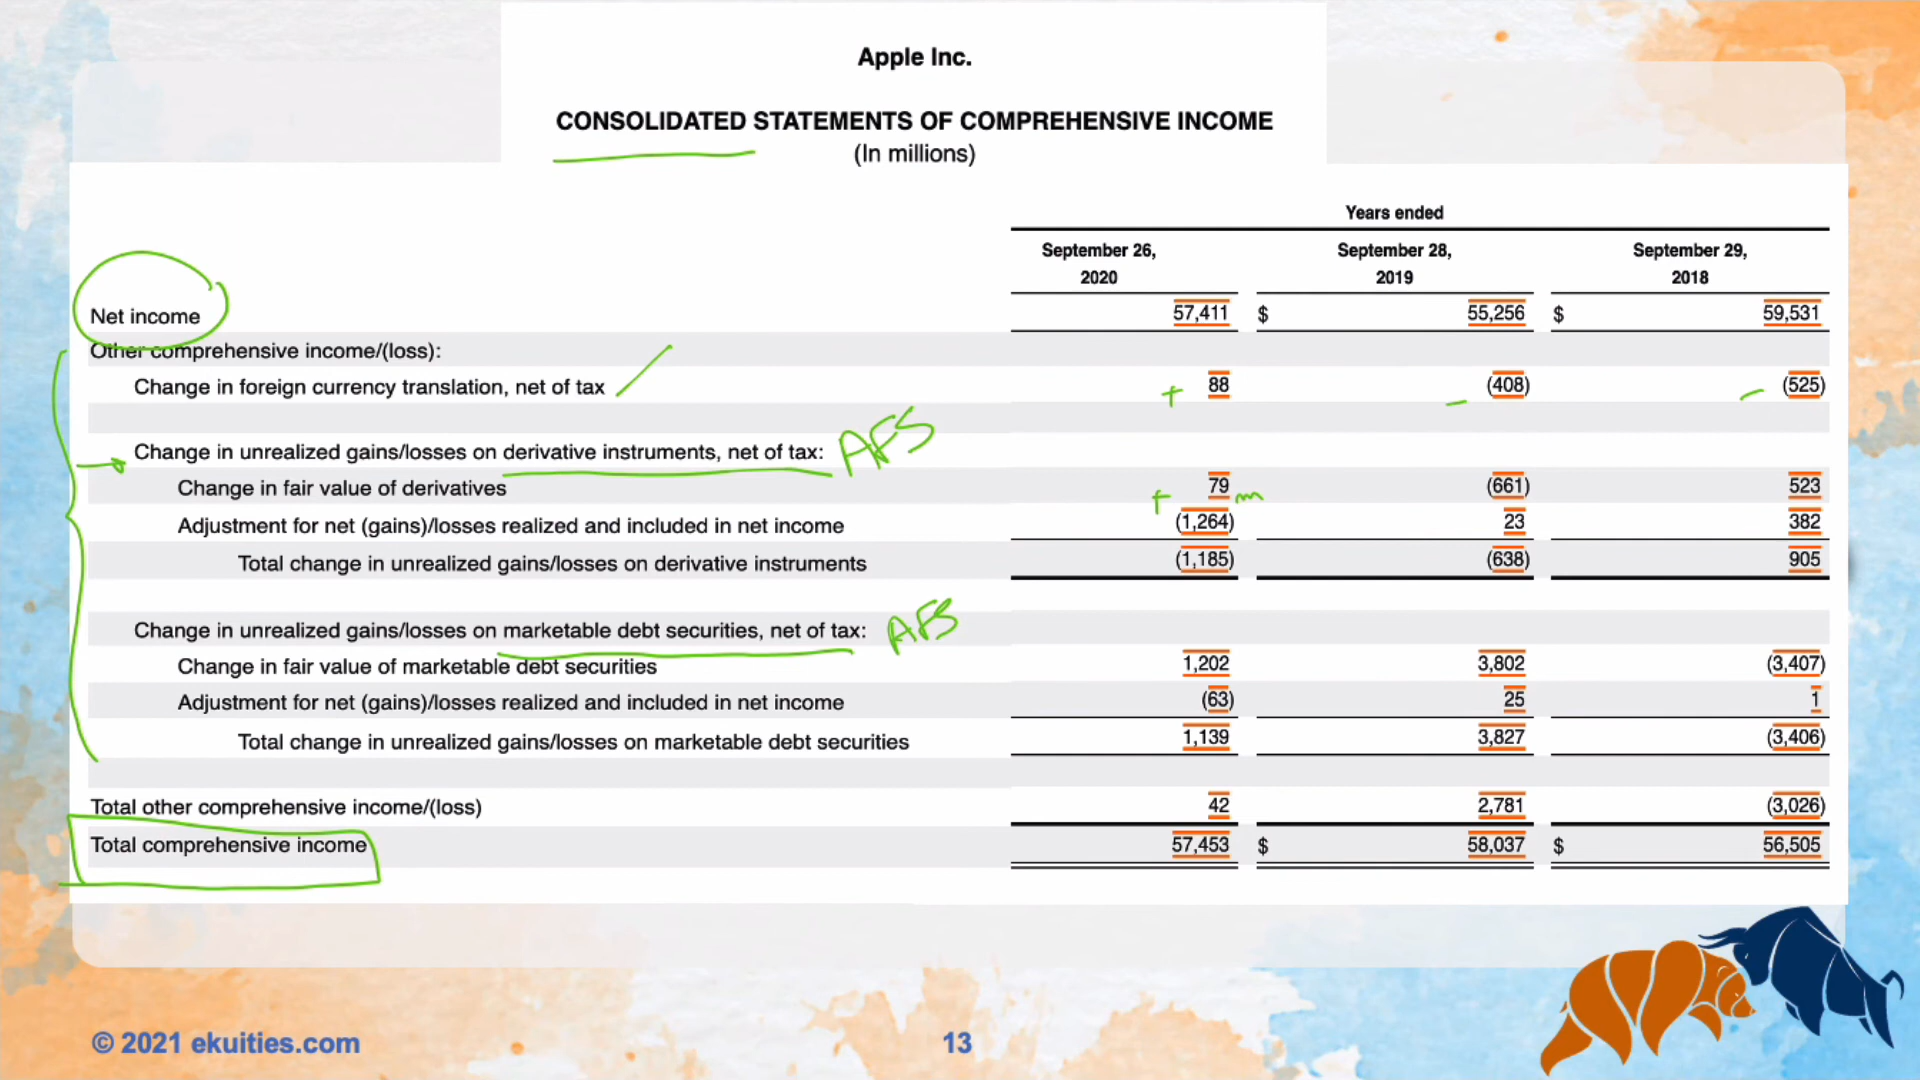 Apple Inc.
CONSOLIDATED STATEMENTS OF COMPREHENSIVE INCOME
(In millions)
Years ended
September 26, 2020 September 28, 2019 September 29, 2018
Net income 57,411 $ 55,256 $ 59,531
Other comprehensive income/(loss):
Change in foreign currency translation, net of tax + 88 - (408) - (525)
Change in unrealized gains/losses on derivative instruments, net of tax: AFS
Change in fair value of derivatives + 79 m (661) 523
Adjustment for net (gains)/losses realized and included in net income (1,264) 23 382
Total change in unrealized gains/losses on derivative instruments (1,185) (638) 905
Change in unrealized gains/losses on marketable debt securities, net of tax: AFS
Change in fair value of marketable debt securities 1,202 3,802 (3,407)
Adjustment for net (gains)/losses realized and included in net income (63) 25 1
Total change in unrealized gains/losses on marketable debt securities 1,139 3,827 (3,406)
Total other comprehensive income/(loss) 42 2,781 (3,026)
Total comprehensive income 57,453 $ 58,037 $ 56,505
© 2021 ekuities.com 13